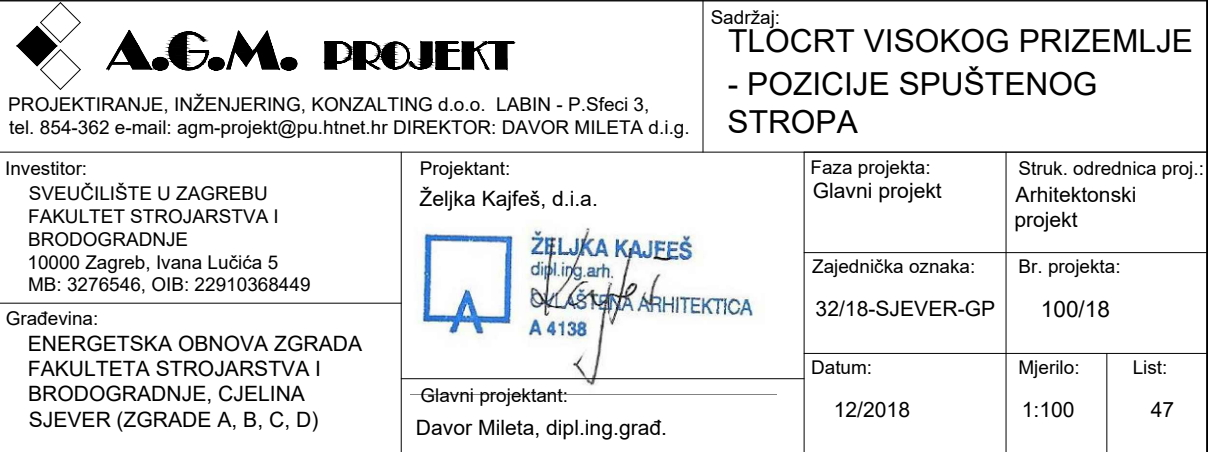 A.G.M. PROJEKT
PROJEKTIRANJE, INŽENJERING, KONZALTING d.o.o. LABIN - P.Sfeci 3,
tel. 854-362 e-mail: agm-projekt@pu.htnet.hr DIREKTOR: DAVOR MILETA d.i.g.
Sadržaj:
TLOCRT VISOKOG PRIZEMLJE
- POZICIJE SPUŠTENOG
STROPA
Investitor:
SVEUČILIŠTE U ZAGREBU
FAKULTET STROJARSTVA I
BRODOGRADNJE
10000 Zagreb, Ivana Lučića 5
MB: 3276546, OIB: 22910368449
Građevina:
ENERGETSKA OBNOVA ZGRADA
FAKULTETA STROJARSTVA I
BRODOGRADNJE, CJELINA
SJEVER (ZGRADE A, B, C, D)
Projektant:
Željka Kajfeš, d.i.a.
ŽELJKA KAJFEŠ
dipl.ing.arh.
OVLAŠTENA ARHITEKTICA
A 4138
Glavni projektant:
Davor Mileta, dipl.ing.građ.
Faza projekta:
Glavni projekt
Struk. odrednica proj.:
Arhitektonski
projekt
Zajednička oznaka:
32/18-SJEVER-GP
Br. projekta:
100/18
Datum:
12/2018
Mjerilo:
1:100
List:
47